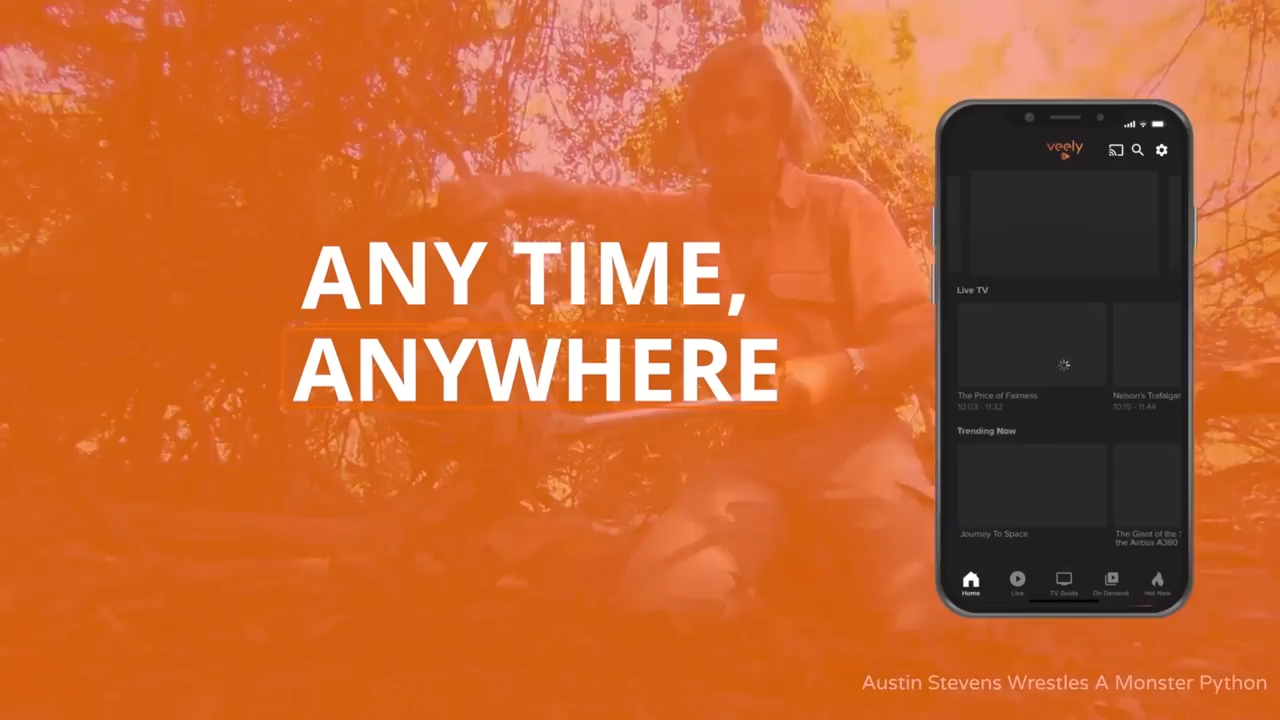 ANY TIME,
ANYWHERE
veely
Live TV
The Price of Fairness
10:03 - 11:32
Nelson's Trafalgar
10:15 - 11:44
Trending Now
Journey To Space
The Giant of the
the Airbus A380
Home
Live
TV Guide
On Demand
Hot Now
Austin Stevens Wrestles A Monster Python